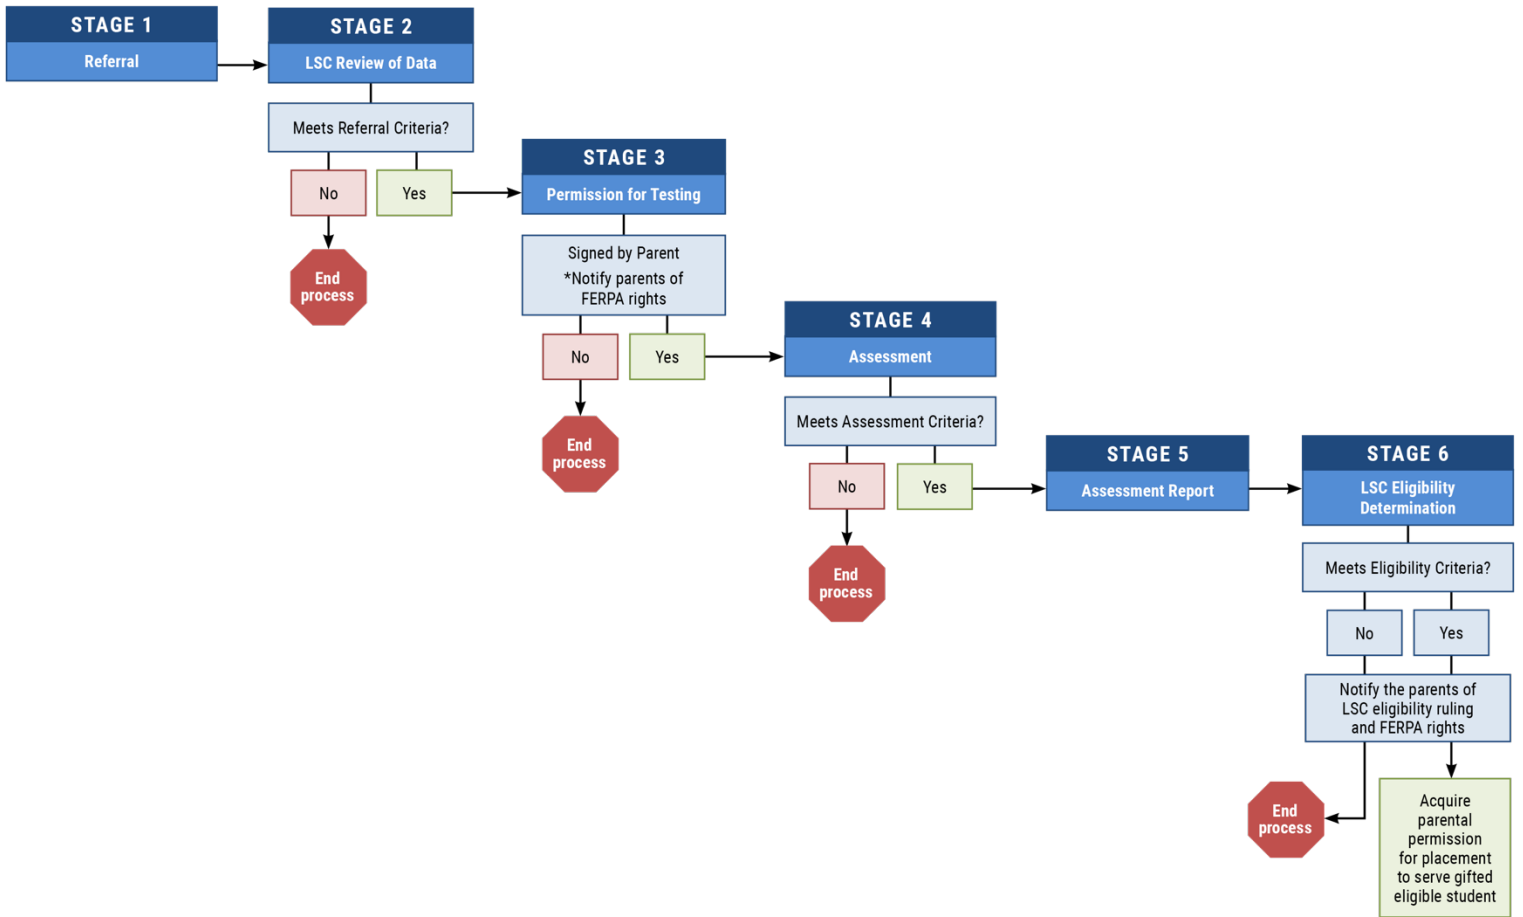 STAGE 1
Referral
STAGE 2
LSC Review of Data
Meets Referral Criteria?
No
Yes
End
process
STAGE 3
Permission for Testing
Signed by Parent
*Notify parents of
FERPA rights
No
Yes
End
process
STAGE 4
Assessment
Meets Assessment Criteria?
No
Yes
End
process
STAGE 5
Assessment Report
STAGE 6
LSC Eligibility
Determination
Meets Eligibility Criteria?
No
Yes
Notify the parents of
LSC eligibility ruling
and FERPA rights
End
process
Acquire
parental
permission
for placement
to serve gifted
eligible student